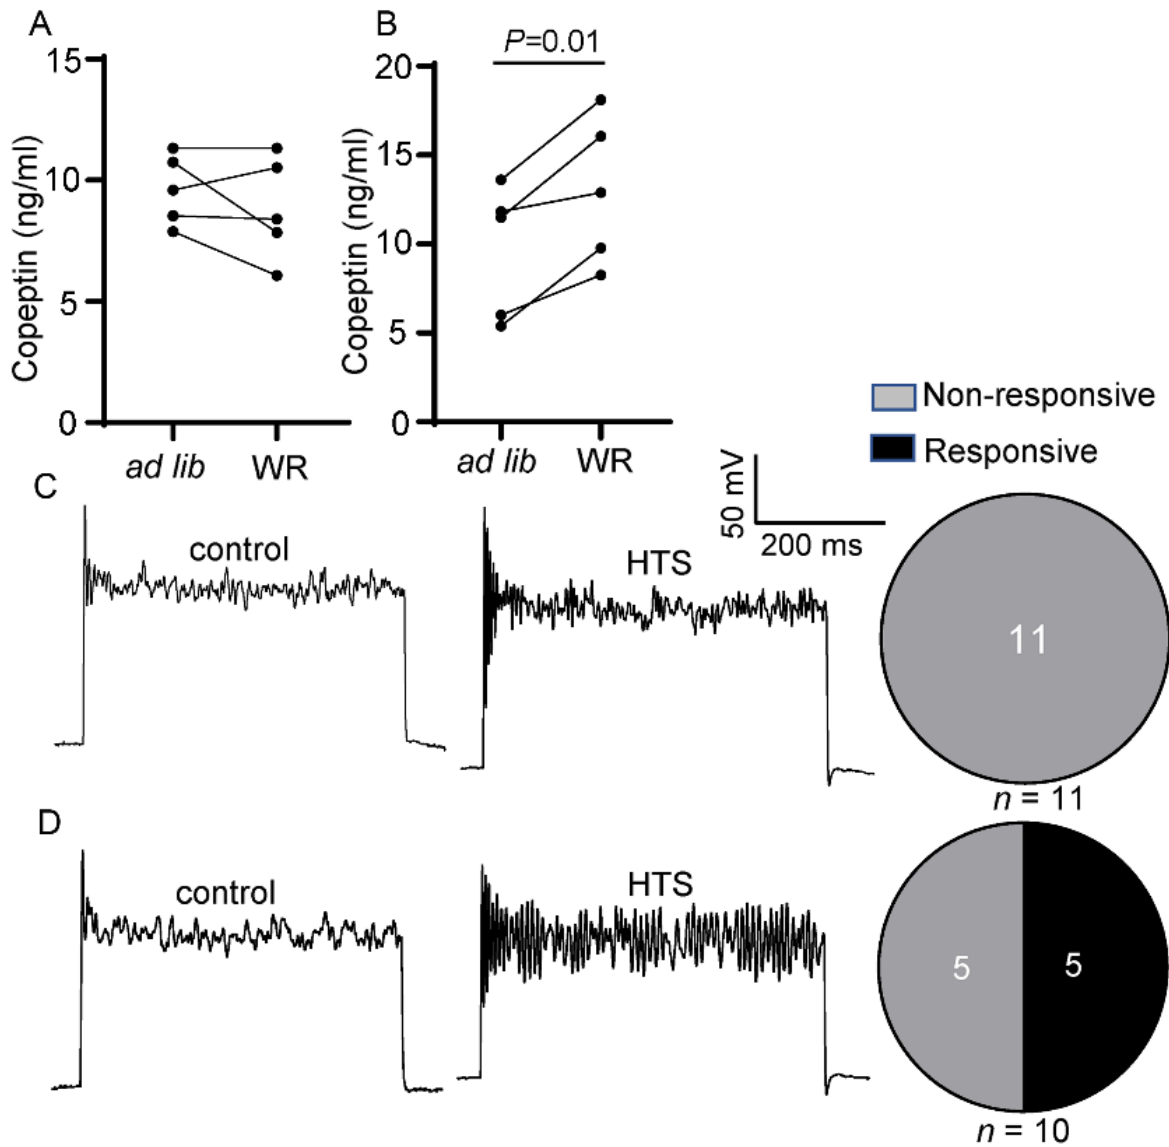 A
15
10
5
0
Copeptin (ng/ml)
ad lib
WR
B
P=0.01
20
15
10
5
0
Copeptin (ng/ml)
ad lib
WR
Non-responsive
Responsive
C
control
HTS
50 mV
200 ms
11
n = 11
D
control
HTS
5
5
n = 10